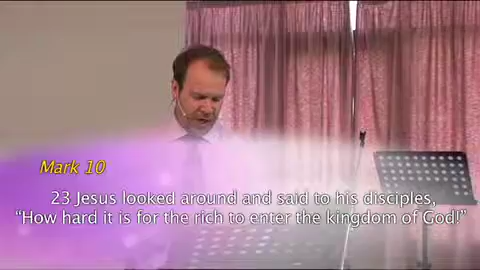 Mark 10
23 Jesus looked around and said to his disciples,
“How hard it is for the rich to enter the kingdom of God!”